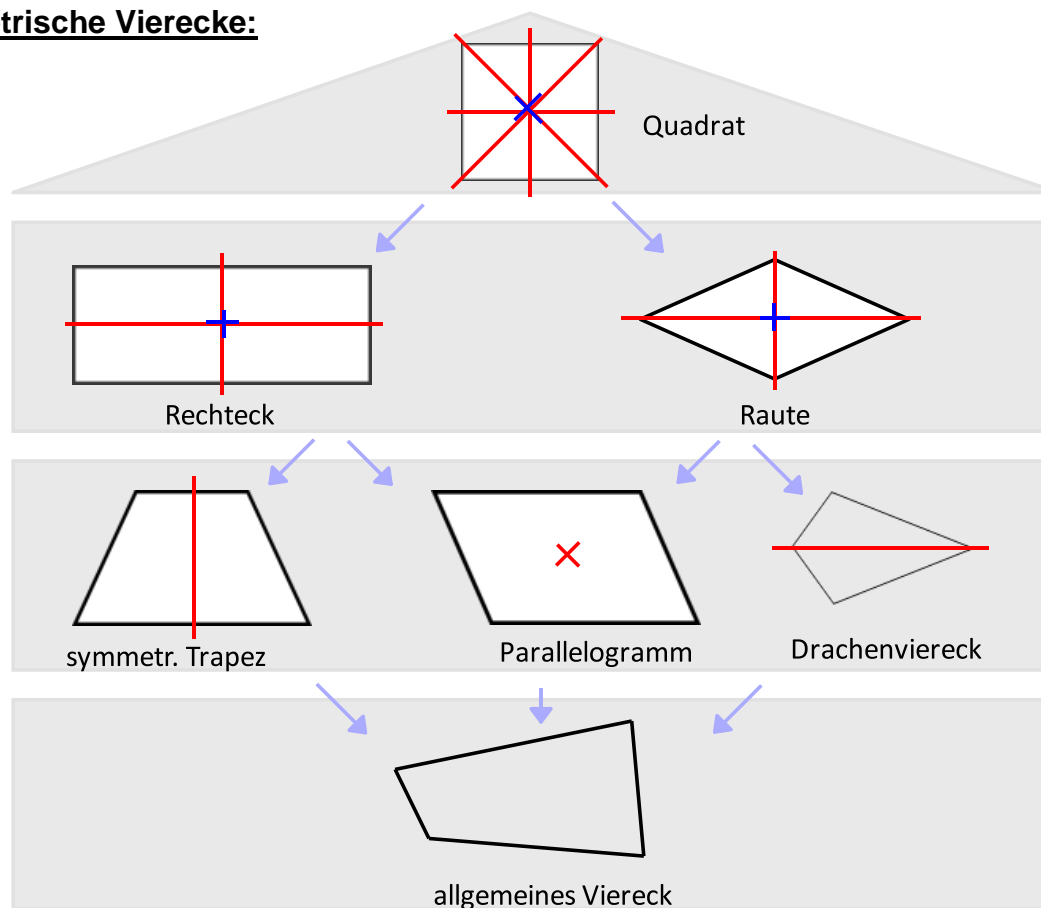 trische Vierecke:
Quadrat
Rechteck
Raute
symmetr. Trapez
Parallelogramm
Drachenviereck
allgemeines Viereck